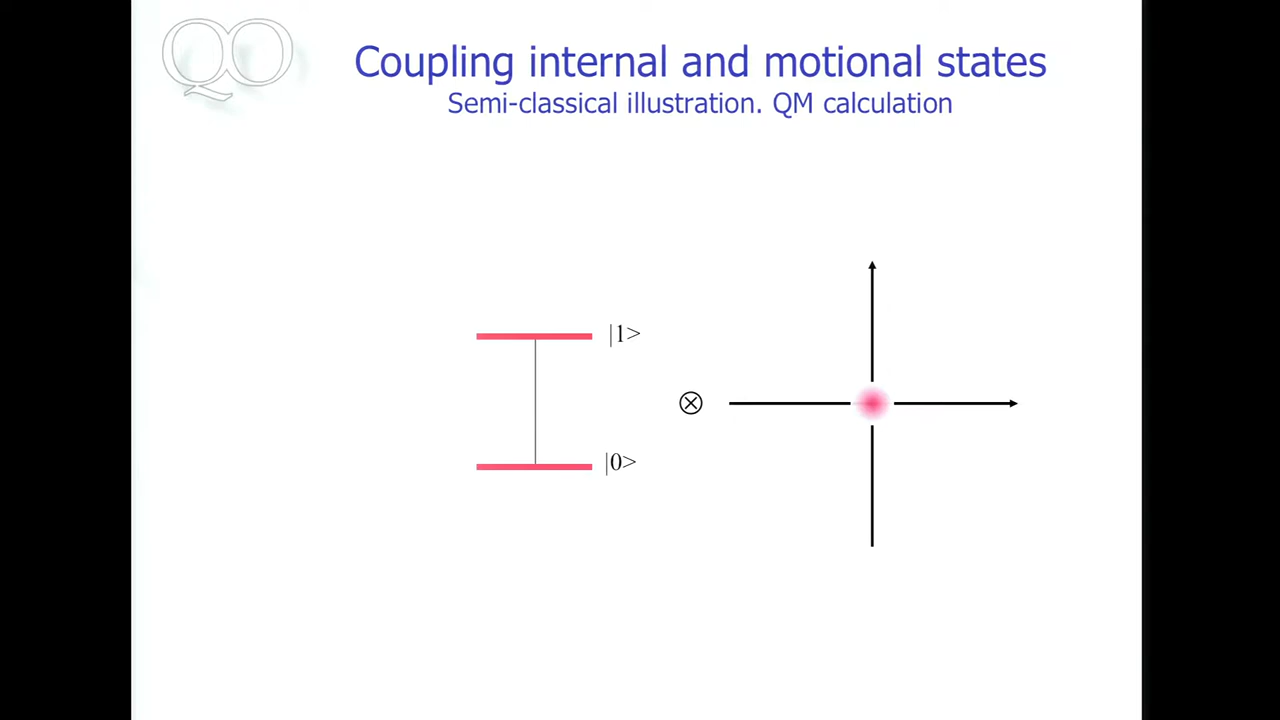 QO
Coupling internal and motional states
Semi-classical illustration. QM calculation
|1>
⊗
|0>